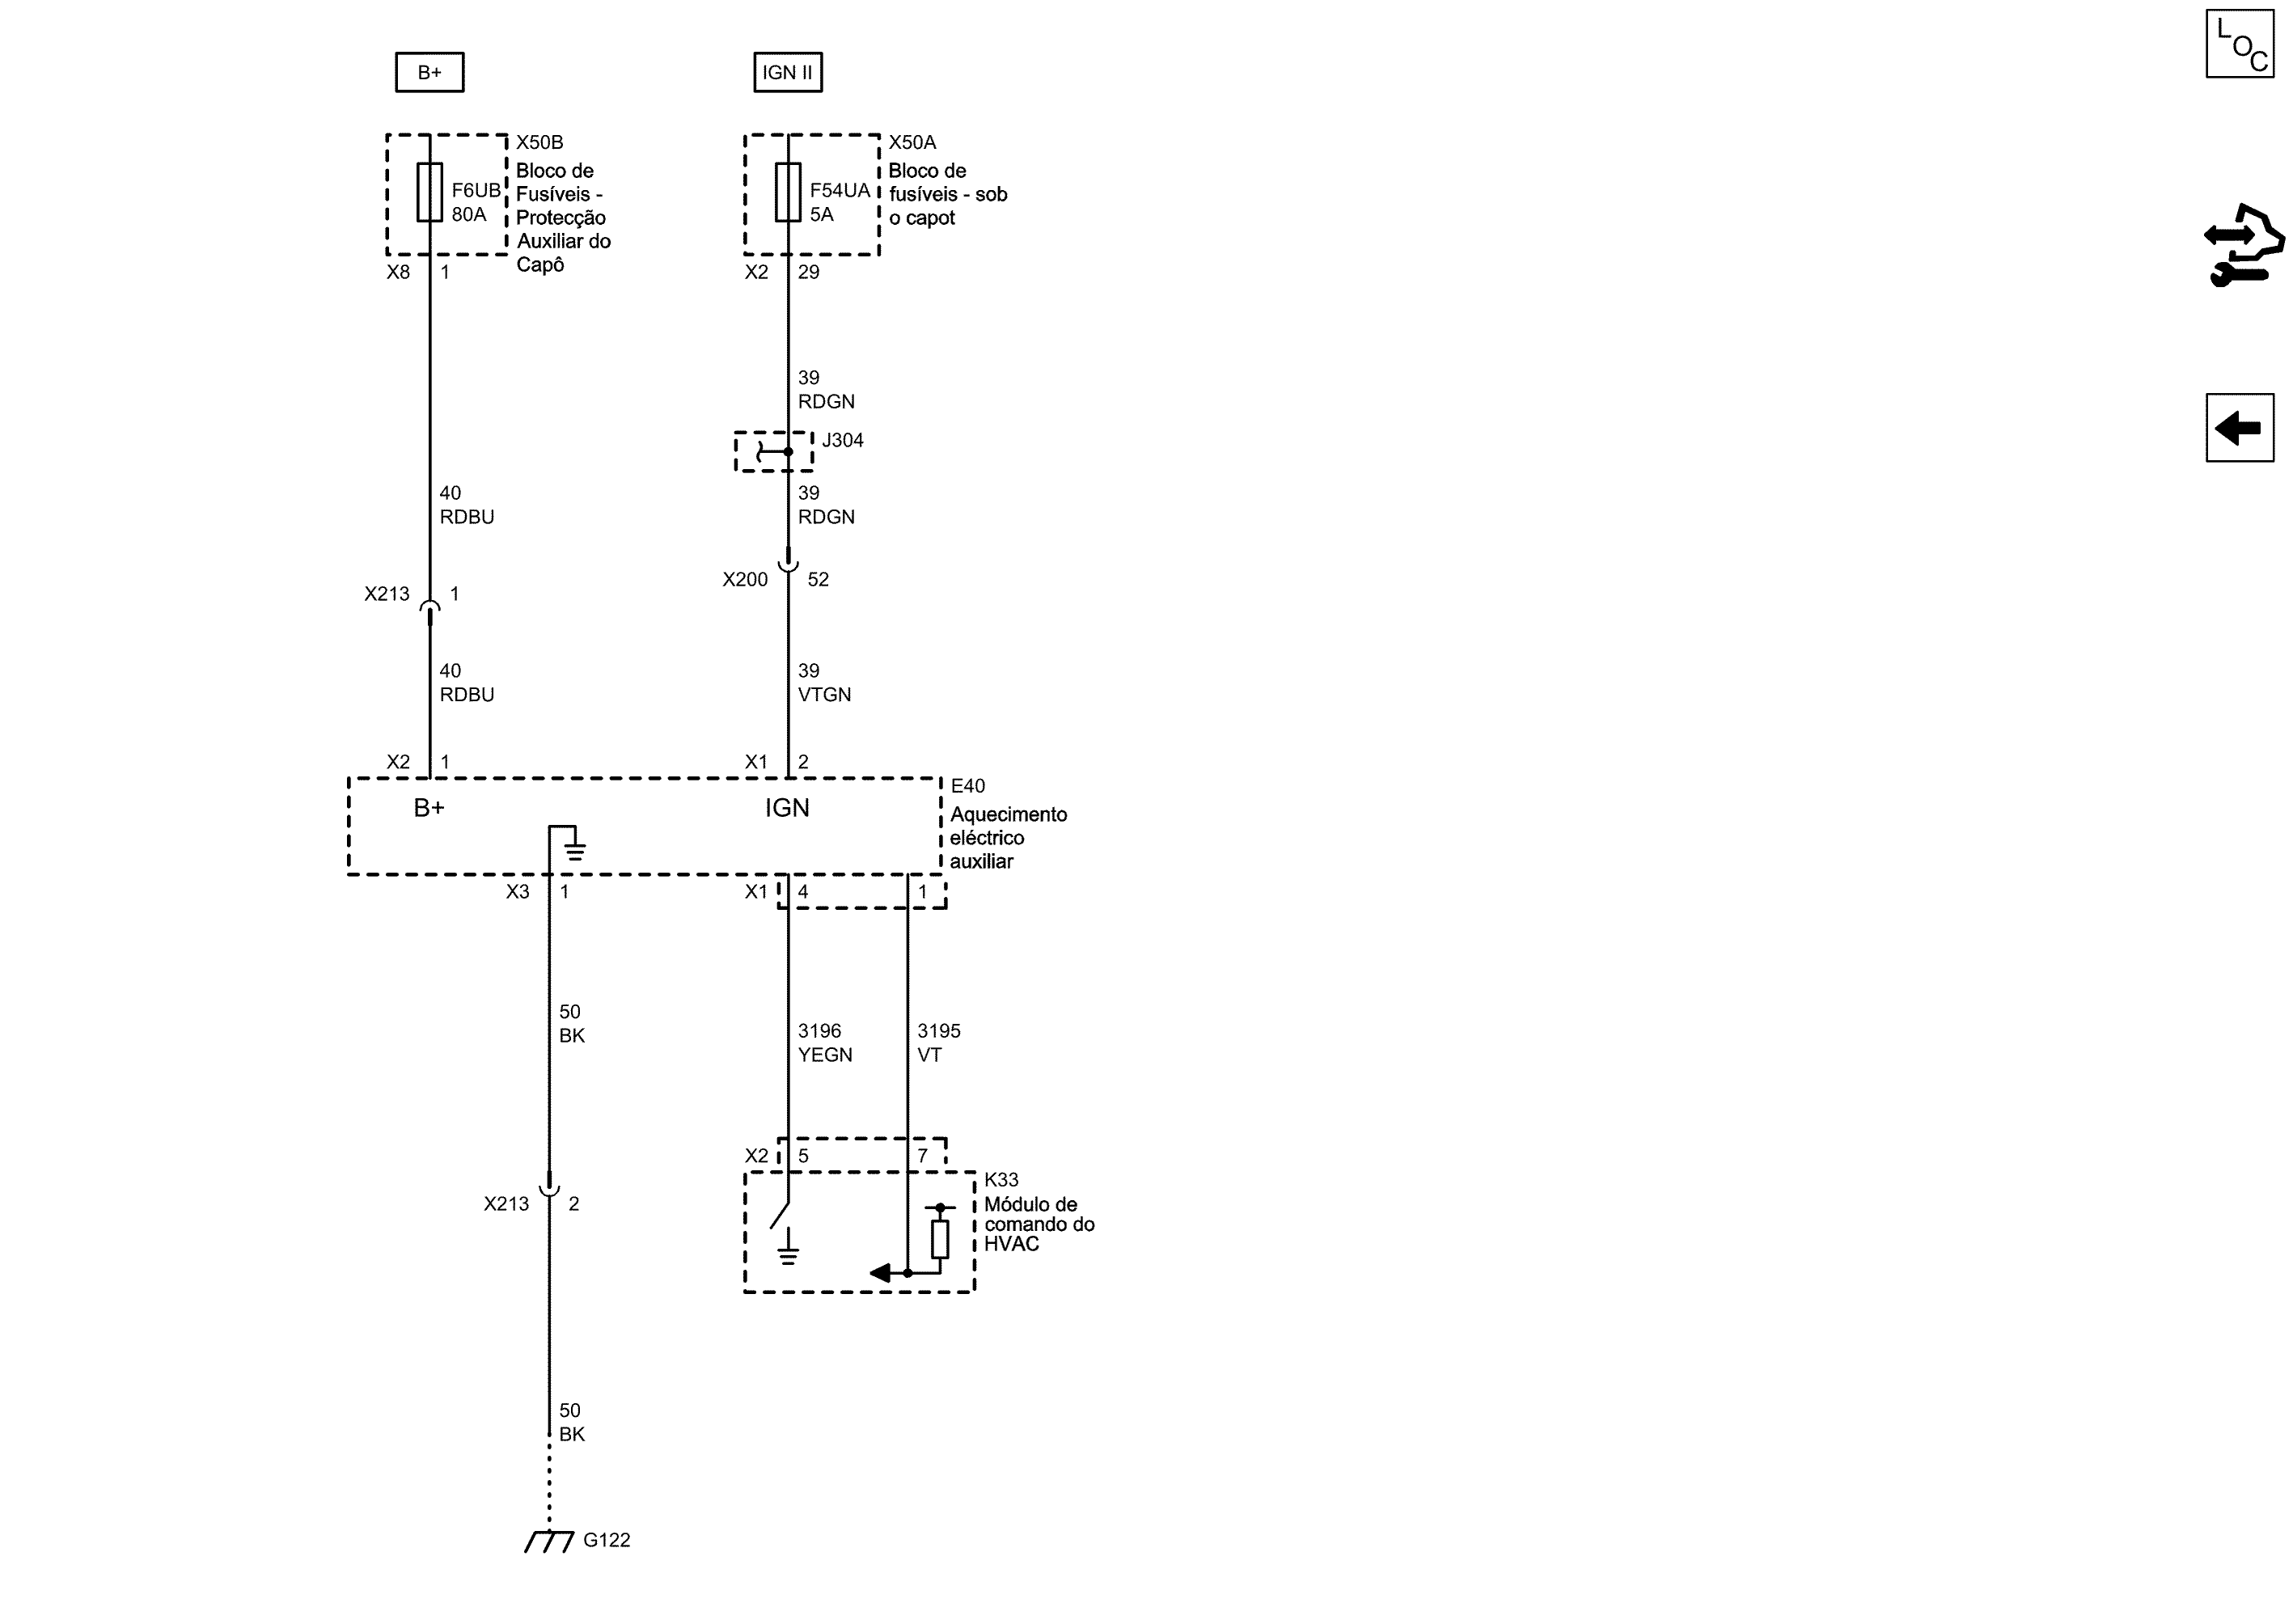 B+
IGN II
L
O
C
X50B
Bloco de
Fusíveis -
Protecção
Auxiliar do
Capô
F6UB
80A
X8 1
X50A
Bloco de
fusíveis - sob
o capot
F54UA
5A
X2 29
39
RDGN
J304
40
RDBU
39
RDGN
X200 52
X213 1
40
RDBU
39
VTGN
X2 1
X1 2
B+
IGN
E40
Aquecimento
eléctrico
auxiliar
X3 1
X1 4 1
50
BK
3196
YEGN
3195
VT
X2 5 7
X213 2
K33
Módulo de
comando do
HVAC
50
BK
G122